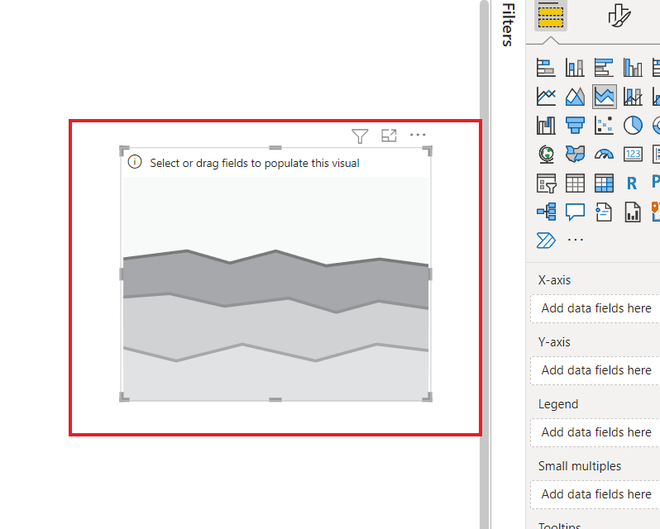 Filters
Select or drag fields to populate this visual
123
R
X-axis
Add data fields here
Y-axis
Add data fields here
Legend
Add data fields here
Small multiples
Add data fields here
Tooltips